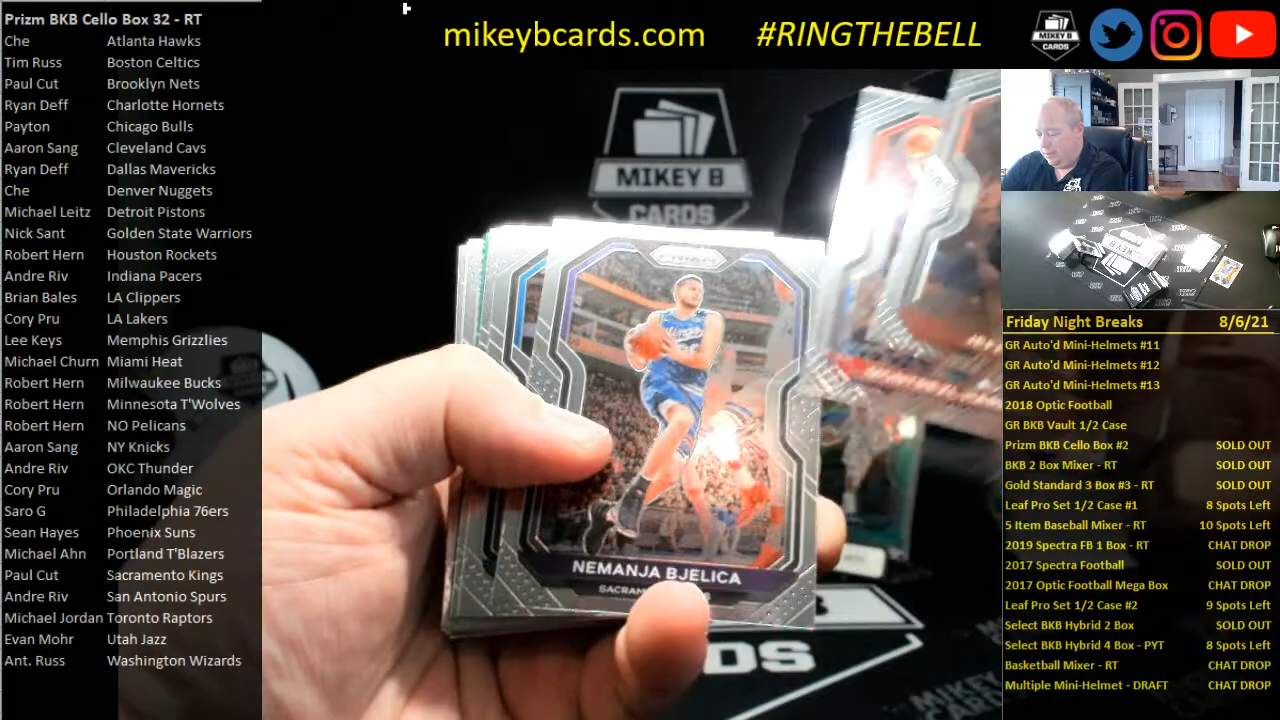 Prizm BKB Cello Box 32 - RT
Che Atlanta Hawks
Tim Russ Boston Celtics
Paul Cut Brooklyn Nets
Ryan Deff Charlotte Hornets
Payton Chicago Bulls
Aaron Sang Cleveland Cavs
Ryan Deff Dallas Mavericks
Che Denver Nuggets
Michael Leitz Detroit Pistons
Nick Sant Golden State Warriors
Robert Hern Houston Rockets
Andre Riv Indiana Pacers
Brian Bales LA Clippers
Cory Pru LA Lakers
Lee Keys Memphis Grizzlies
Michael Churn Miami Heat
Robert Hern Milwaukee Bucks
Robert Hern Minnesota T'Wolves
Robert Hern NO Pelicans
Aaron Sang NY Knicks
Andre Riv OKC Thunder
Cory Pru Orlando Magic
Saro G Philadelphia 76ers
Sean Hayes Phoenix Suns
Michael Ahn Portland T'Blazers
Paul Cut Sacramento Kings
Andre Riv San Antonio Spurs
Michael Jordan Toronto Raptors
Evan Mohr Utah Jazz
Ant. Russ Washington Wizards
mikeybcards.com #RINGTHEBELL
MIKEY B
CARDS
MIKEY B
CARDS
PRIZM
NEMANJA BJELICA
Friday Night Breaks 8/6/21
GR Auto'd Mini-Helmets #11
GR Auto'd Mini-Helmets #12
GR Auto'd Mini-Helmets #13
2018 Optic Football
GR BKB Vault 1/2 Case
Prizm BKB Cello Box #2 SOLD OUT
BKB 2 Box Mixer - RT SOLD OUT
Gold Standard 3 Box #3 - RT SOLD OUT
Leaf Pro Set 1/2 Case #1 8 Spots Left
5 Item Baseball Mixer - RT 10 Spots Left
2019 Spectra FB 1 Box - RT CHAT DROP
2017 Spectra Football SOLD OUT
2017 Optic Football Mega Box CHAT DROP
Leaf Pro Set 1/2 Case #2 9 Spots Left
Select BKB Hybrid 2 Box SOLD OUT
Select BKB Hybrid 4 Box - PYT 8 Spots Left
Basketball Mixer - RT CHAT DROP
Multiple Mini-Helmet - DRAFT CHAT DROP